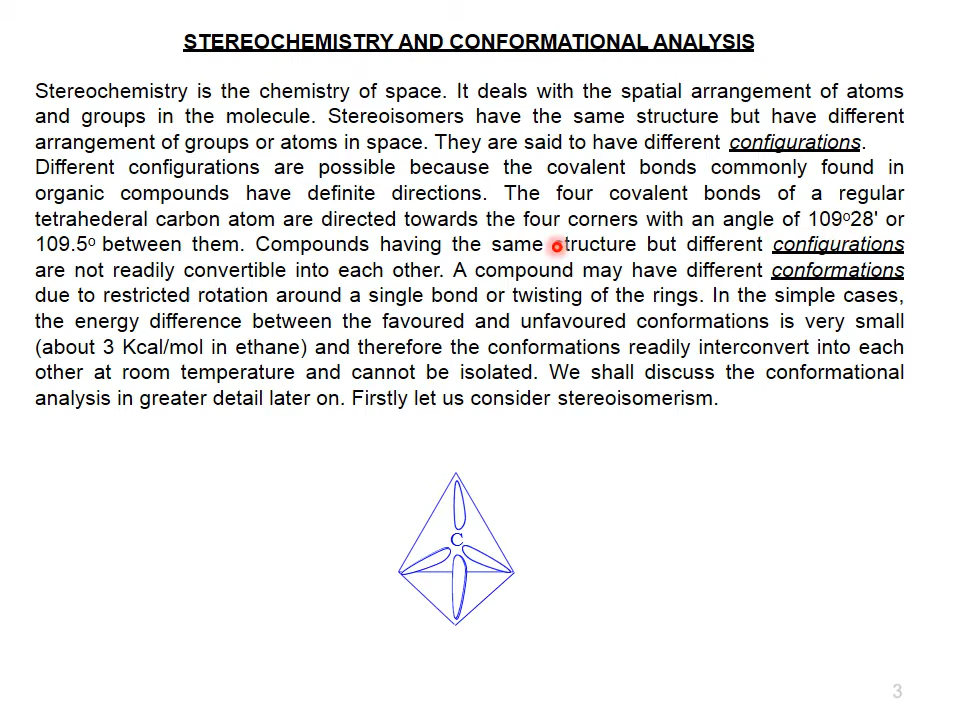 STEREOCHEMISTRY AND CONFORMATIONAL ANALYSIS
Stereochemistry is the chemistry of space. It deals with the spatial arrangement of atoms
and groups in the molecule. Stereoisomers have the same structure but have different
arrangement of groups or atoms in space. They are said to have different configurations.
Different configurations are possible because the covalent bonds commonly found in
organic compounds have definite directions. The four covalent bonds of a regular
tetrahederal carbon atom are directed towards the four corners with an angle of 109º28' or
109.5º between them. Compounds having the same structure but different configurations
are not readily convertible into each other. A compound may have different conformations
due to restricted rotation around a single bond or twisting of the rings. In the simple cases,
the energy difference between the favoured and unfavoured conformations is very small
(about 3 Kcal/mol in ethane) and therefore the conformations readily interconvert into each
other at room temperature and cannot be isolated. We shall discuss the conformational
analysis in greater detail later on. Firstly let us consider stereoisomerism.
C
3